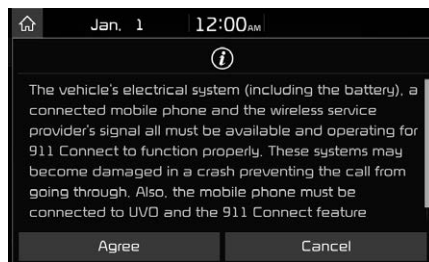 Jan. 1 12:00AM
The vehicle's electrical system (including the battery), a
connected mobile phone and the wireless service
provider's signal all must be available and operating for
911 Connect to function properly. These systems may
become damaged in a crash preventing the call from
going through. Also, the mobile phone must be
connected to UVO and the 911 Connect feature
Agree Cancel